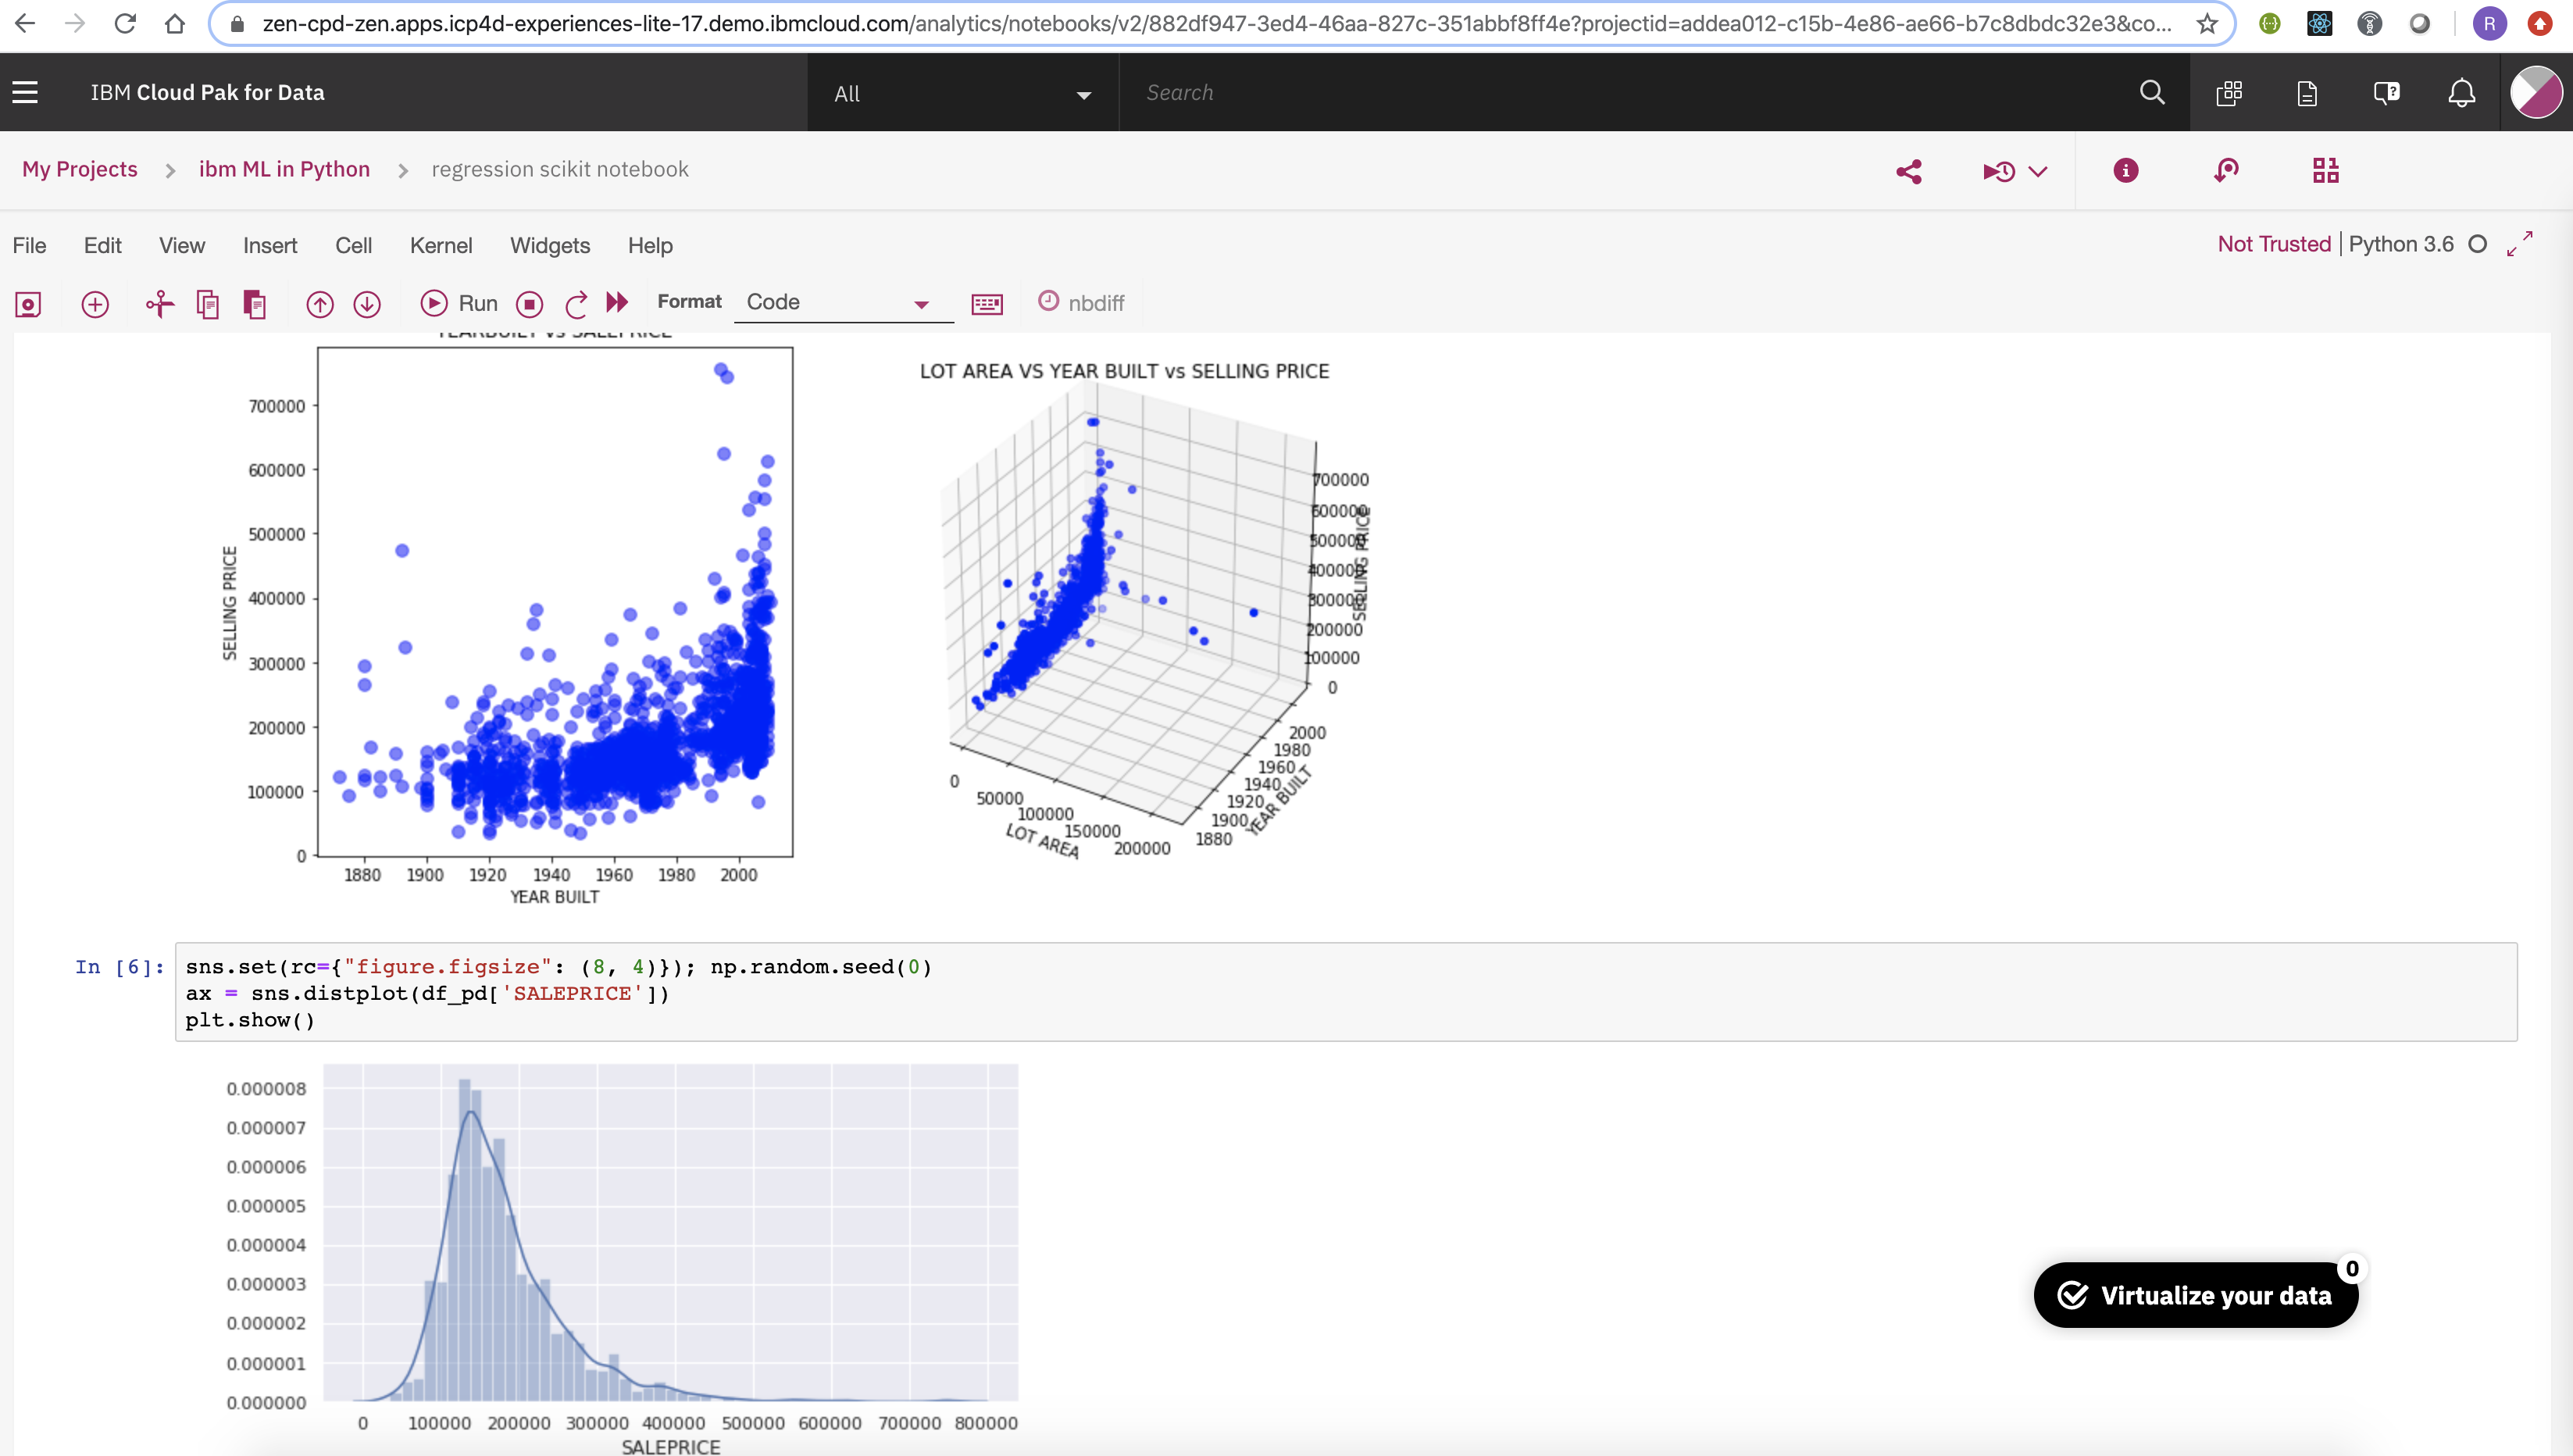 zen-cpd-zen.apps.icp4d-experiences-lite-17.demo.ibmcloud.com/analytics/notebooks/v2/882df947-3ed4-46aa-827c-351abbf8ff4e?projectid=addea012-c15b-4e86-ae66-b7c8dbdc32e3&co...
R
IBM Cloud Pak for Data
All
Search
My Projects > ibm ML in Python > regression scikit notebook
File Edit View Insert Cell Kernel Widgets Help
Not Trusted | Python 3.6
Run
Format
Code
nbdiff
YEARBUILT vs SALEPRICE
700000
600000
500000
400000
300000
200000
100000
0
SELLING PRICE
1880 1900 1920 1940 1960 1980 2000
YEAR BUILT
LOT AREA VS YEAR BUILT vs SELLING PRICE
700000
600000
500000
400000
300000
200000
100000
0
SELLING PRICE
2000
1980
1960
1940
1920
1900
1880
YEAR BUILT
0
50000
100000
150000
200000
LOT AREA
In [6]:
sns.set(rc={"figure.figsize": (8, 4)}); np.random.seed(0)
ax = sns.distplot(df_pd['SALEPRICE'])
plt.show()
0.000008
0.000007
0.000006
0.000005
0.000004
0.000003
0.000002
0.000001
0.000000
0 100000 200000 300000 400000 500000 600000 700000 800000
SALEPRICE
Virtualize your data
0